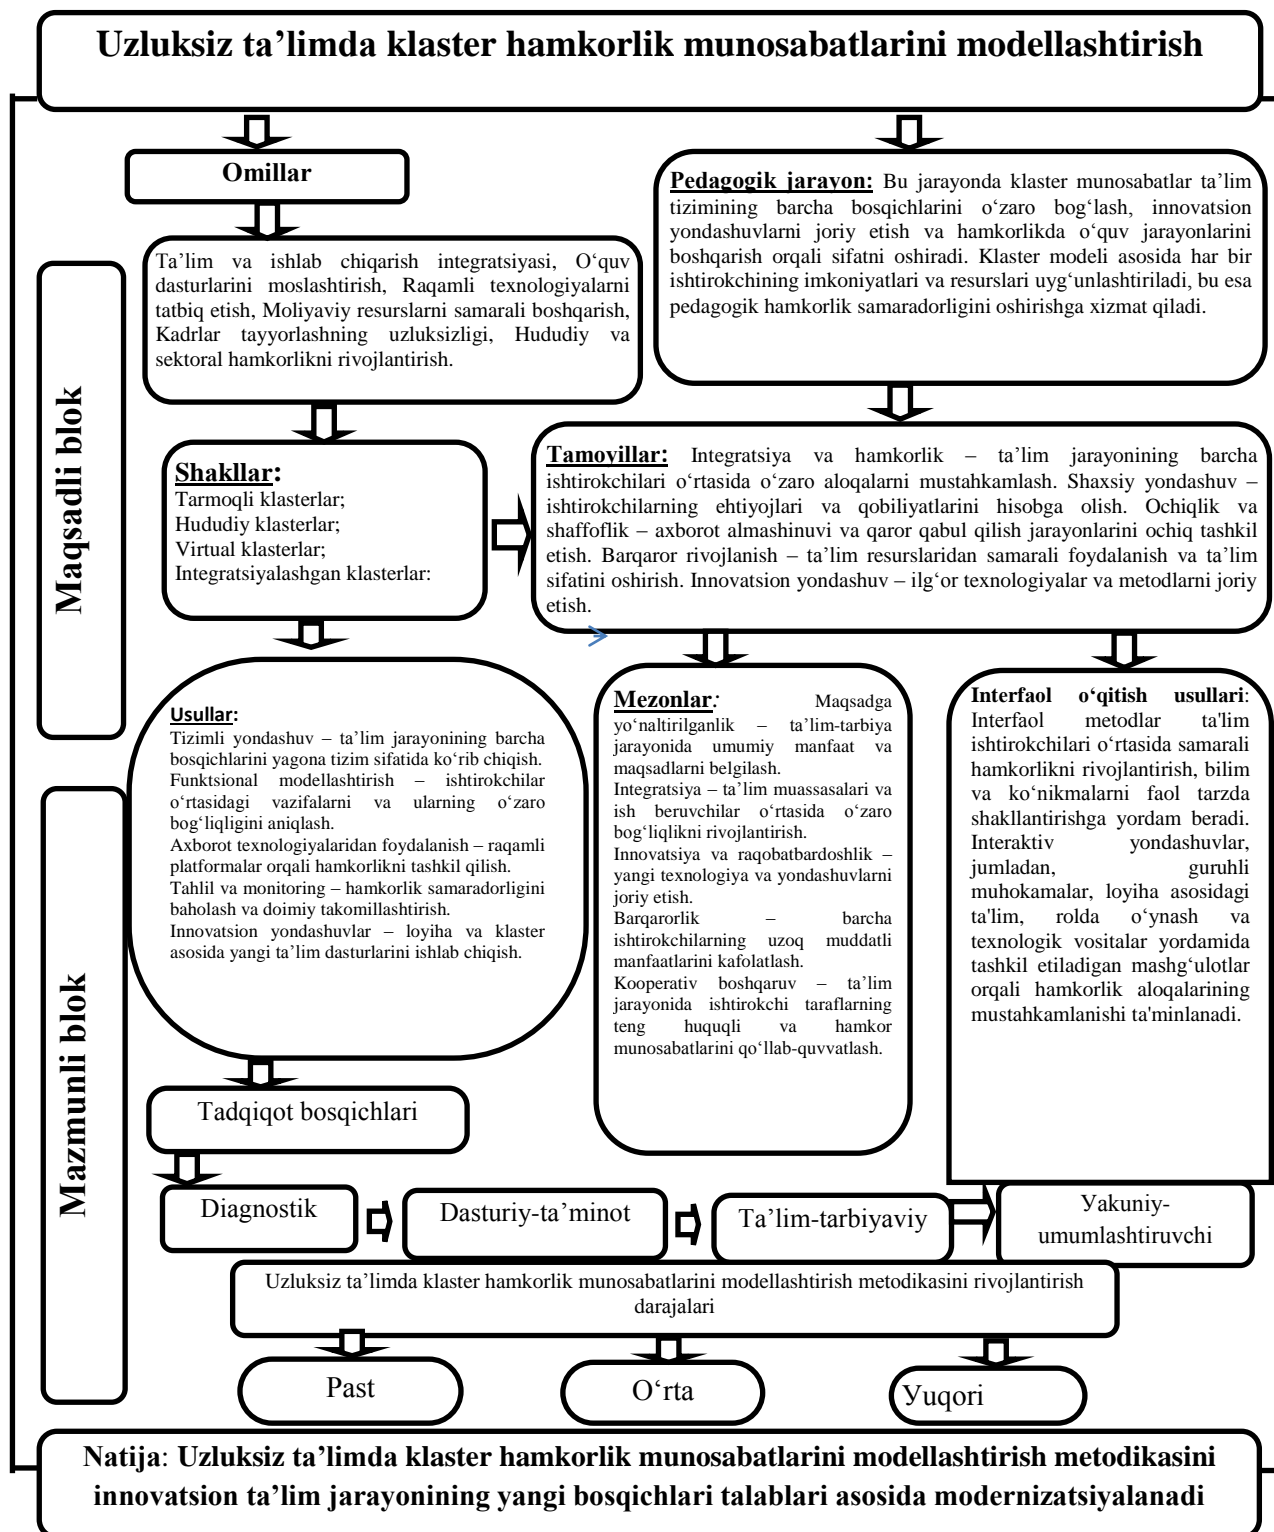 Uzluksiz ta’limda klaster hamkorlik munosabatlarini modellashtirish
Omillar
Pedagogik jarayon: Bu jarayonda klaster munosabatlar ta’lim
tizimining barcha bosqichlarini o‘zaro bog‘lash, innovatsion
yondashuvlarni joriy etish va hamkorlikda o‘quv jarayonlarini
boshqarish orqali sifatni oshiradi. Klaster modeli asosida har bir
ishtirokchining imkoniyatlari va resurslari uyg‘unlashtiriladi, bu esa
pedagogik hamkorlik samaradorligini oshirishga xizmat qiladi.
Ta’lim va ishlab chiqarish integratsiyasi, O‘quv
dasturlarini moslashtirish, Raqamli texnologiyalarni
tatbiq etish, Moliyaviy resurslarni samarali boshqarish,
Kadrlar tayyorlashning uzluksizligi, Hududiy va
sektoral hamkorlikni rivojlantirish.
Maqsadli blok
Shakllar:
Tarmoqli klasterlar;
Hududiy klasterlar;
Virtual klasterlar;
Integratsiyalashgan klasterlar:
Tamoyillar: Integratsiya va hamkorlik – ta’lim jarayonining barcha
ishtirokchilari o‘rtasida o‘zaro aloqalarni mustahkamlash. Shaxsiy yondashuv –
ishtirokchilarning ehtiyojlari va qobiliyatlarini hisobga olish. Ochiqlik va
shaffoflik – axborot almashinuvi va qaror qabul qilish jarayonlarini ochiq tashkil
etish. Barqaror rivojlanish – ta’lim resurslaridan samarali foydalanish va ta’lim
sifatini oshirish. Innovatsion yondashuv – ilg‘or texnologiyalar va metodlarni joriy
etish.
Usullar:
Tizimli yondashuv – ta’lim jarayonining barcha
bosqichlarini yagona tizim sifatida ko‘rib chiqish.
Funktsional modellashtirish – ishtirokchilar
o‘rtasidagi vazifalarni va ularning o‘zaro
bog‘liqligini aniqlash.
Axborot texnologiyalaridan foydalanish – raqamli
platformalar orqali hamkorlikni tashkil qilish.
Tahlil va monitoring – hamkorlik samaradorligini
baholash va doimiy takomillashtirish.
Innovatsion yondashuvlar – loyiha va klaster
asosida yangi ta’lim dasturlarini ishlab chiqish.
Mezonlar: Maqsadga
yo‘naltirilganlik – ta’lim-tarbiya
jarayonida umumiy manfaat va
maqsadlarni belgilash.
Integratsiya – ta’lim muassasalari va
ish beruvchilar o‘rtasida o‘zaro
bog‘liqlikni rivojlantirish.
Innovatsiya va raqobatbardoshlik –
yangi texnologiya va yondashuvlarni
joriy etish.
Barqarorlik – barcha
ishtirokchilarning uzoq muddatli
manfaatlarini kafolatlash.
Kooperativ boshqaruv – ta’lim
jarayonida ishtirokchi taraflarning
teng huquqli va hamkor
munosabatlarini qo‘llab-quvvatlash.
Interfaol o‘qitish usullari:
Interfaol metodlar ta'lim
ishtirokchilari o‘rtasida samarali
hamkorlikni rivojlantirish, bilim
va ko‘nikmalarni faol tarzda
shakllantirishga yordam beradi.
Interaktiv yondashuvlar,
jumladan, guruhli
muhokamalar, loyiha asosidagi
ta'lim, rolda o‘ynash va
texnologik vositalar yordamida
tashkil etiladigan mashg‘ulotlar
orqali hamkorlik aloqalarining
mustahkamlanishi ta'minlanadi.
Mazmunli blok
Tadqiqot bosqichlari
Diagnostik
Dasturiy-ta’minot
Ta’lim-tarbiyaviy
Yakuniy-
umumlashtiruvchi
Uzluksiz ta’limda klaster hamkorlik munosabatlarini modellashtirish metodikasini rivojlantirish
darajalari
Past
O‘rta
Yuqori
Natija: Uzluksiz ta’limda klaster hamkorlik munosabatlarini modellashtirish metodikasini
innovatsion ta’lim jarayonining yangi bosqichlari talablari asosida modernizatsiyalanadi